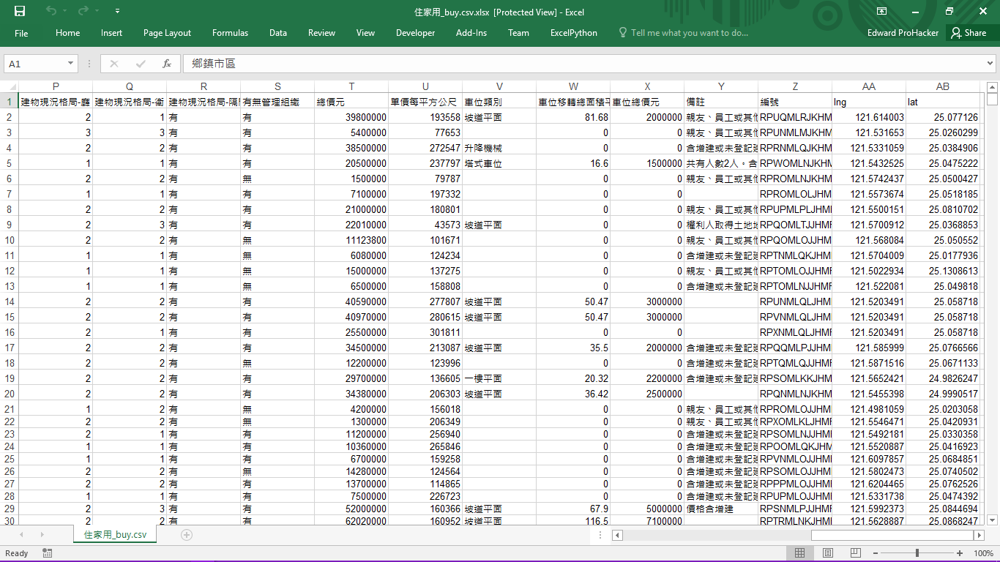 住家用_buy.csv.xlsx [Protected View] - Excel
File Home Insert Page Layout Formulas Data Review View Developer Add-Ins Team ExcelPython Tell me what you want to do... Edward ProHacker Share
A1 fx 鄉鎮市區
P Q R S T U V W X Y Z AA AB
1 建物現況格局-廳 建物現況格局-衛 建物現況格局-隔 有無管理組織 總價元 單價每平方公尺 車位類別 車位移轉總面積平 車位總價元 備註 編號 lng lat
2 2 1 有 有 39800000 193558 坡道平面 81.68 2000000 親友、員工或其他 RPUQMLRJKHM 121.614003 25.077126
3 3 3 有 有 5400000 77653 0 0 親友、員工或其他 RPUNMLMJKHM 121.531653 25.0260299
4 2 2 有 有 38500000 272547 升降機械 0 0 含增建或未登記建 RPRNMLQJKHM 121.5331059 25.0384906
5 1 1 有 有 20500000 237797 塔式車位 16.6 1500000 共有人數2人。含 RPWOMLNJKHM 121.5432525 25.0475222
6 2 2 有 無 1500000 79787 0 0 親友、員工或其他 RPROMLNJKHM 121.5742437 25.0500427
7 1 1 有 有 7100000 197332 0 0 RPROMLOLJHM 121.5573674 25.0518185
8 2 2 有 有 21000000 180801 0 0 親友、員工或其他 RPUPMLPLJHM 121.5500151 25.0810702
9 2 3 有 有 22010000 43573 坡道平面 0 0 權利人取得土地地 RPQOMLTJJHM 121.5700912 25.0368853
10 2 2 有 無 11123800 101671 0 0 親友、員工或其他 RPQOMLOJJHM 121.568084 25.050552
11 1 1 有 無 6080000 124234 0 0 含增建或未登記建 RPTNMLQKJHM 121.5704009 25.0177936
12 1 1 有 無 15000000 137275 0 0 親友、員工或其他 RPTOMLOJJHM 121.5022934 25.1308613
13 1 1 有 無 6500000 158808 0 0 含增建或未登記建 RPTOMLNJJHM 121.522081 25.049818
14 2 2 有 有 40590000 277807 坡道平面 50.47 3000000 RPUNMLQLJHM 121.5203491 25.058718
15 2 2 有 有 40970000 280615 坡道平面 50.47 3000000 RPVNMLQLJHM 121.5203491 25.058718
16 2 1 有 有 25500000 301811 0 0 RPXNMLQLJHM 121.5203491 25.058718
17 2 2 有 有 34500000 213087 坡道平面 35.5 2000000 含增建或未登記建 RPQQMLPJJHM 121.585999 25.0766566
18 2 2 有 無 12200000 123996 0 0 含增建或未登記建 RPTQMLQJJHM 121.5871516 25.0671133
19 2 2 有 有 29700000 136605 一樓平面 20.32 2200000 含增建或未登記建 RPSOMLKKJHM 121.5652421 24.9826247
20 2 2 有 有 34380000 206303 坡道平面 36.42 2500000 RPQNMLNJKHM 121.5455398 24.9990517
21 1 2 有 無 4200000 156018 0 0 親友、員工或其他 RPROMLOJJHM 121.4981059 25.0203058
22 2 2 有 無 1300000 206349 0 0 親友、員工或其他 RPXOMLKLJHM 121.5546471 25.0420931
23 2 1 有 有 11200000 256940 0 0 含增建或未登記建 RPSOMLNJJHM 121.5492181 25.0330358
24 1 1 有 有 10360000 265846 0 0 含增建或未登記建 RPOOMLQKJHM 121.5520887 25.0416923
25 1 1 有 有 6700000 159258 0 0 含增建或未登記建 RPVNMLOJJHM 121.6097857 25.0684851
26 2 2 有 無 14280000 124564 0 0 含增建或未登記建 RPSOMLOJJHM 121.5802473 25.0740502
27 2 2 有 有 13700000 114865 0 0 含增建或未登記建 RPPPMLOJJHM 121.6204465 25.0762526
28 1 1 有 有 7500000 226723 0 0 含增建或未登記建 RPUPMLOJJHM 121.5331738 25.0474392
29 2 3 有 有 52000000 160366 坡道平面 67.9 5000000 價格含增建 RPSNMLPJJHM 121.5992373 25.0844694
30 2 2 有 有 62020000 160952 坡道平面 116.5 7100000 RPTRMLNKJHM 121.5628887 25.0868247
住家用_buy.csv
Ready 100%